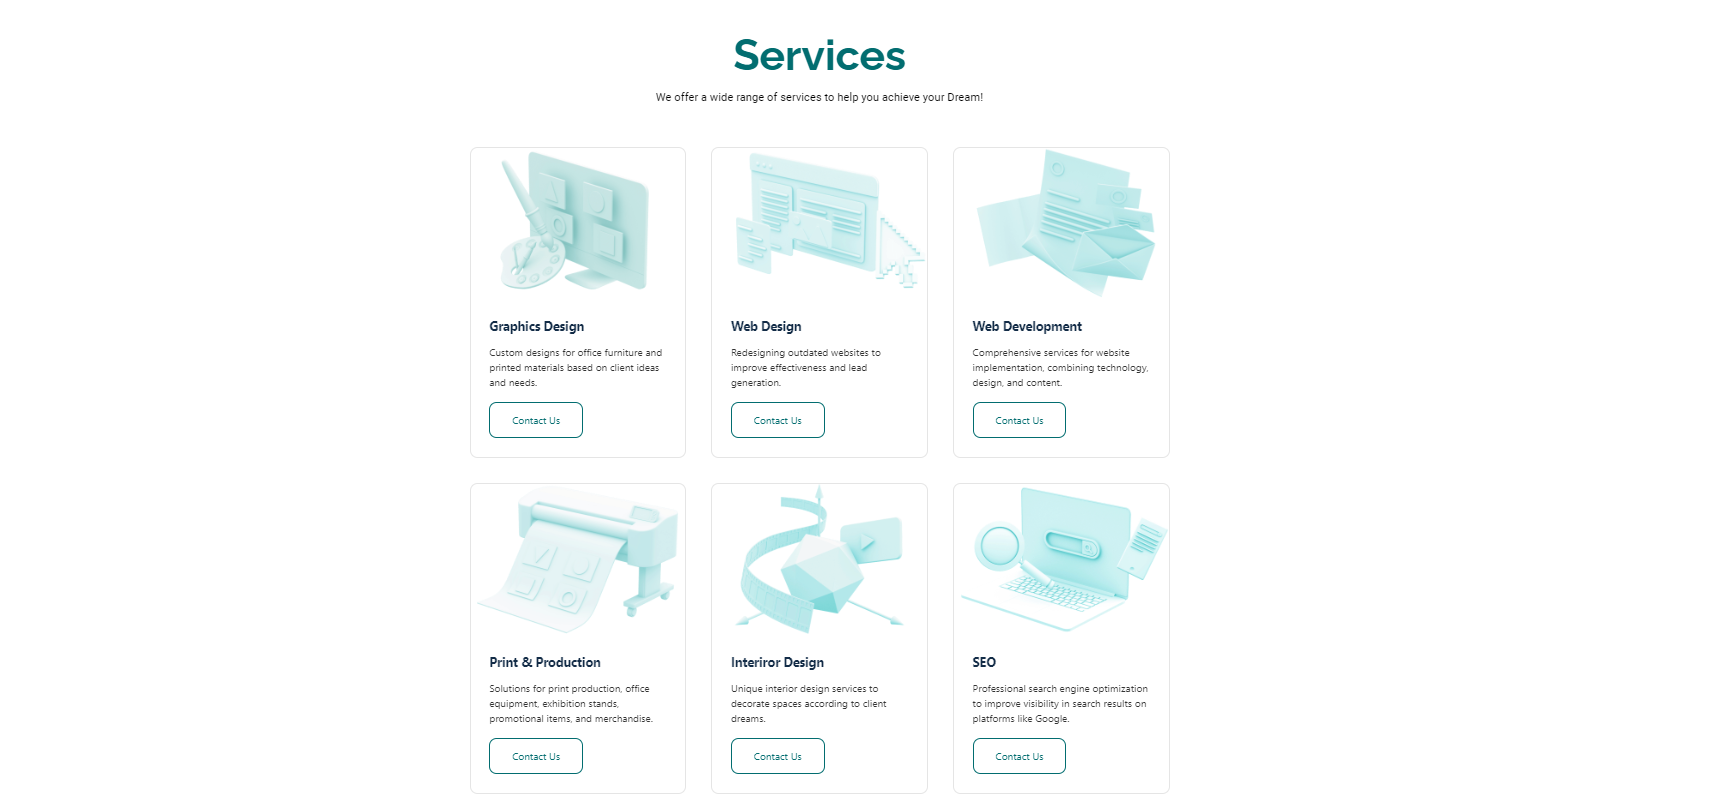 Services
We offer a wide range of services to help you achieve your Dream!
Graphics Design
Custom designs for office furniture and
printed materials based on client ideas
and needs.
Contact Us
Web Design
Redesigning outdated websites to
improve effectiveness and lead
generation.
Contact Us
Web Development
Comprehensive services for website
implementation, combining technology,
design, and content.
Contact Us
Print & Production
Solutions for print production, office
equipment, exhibition stands,
promotional items, and merchandise.
Contact Us
Interiror Design
Unique interior design services to
decorate spaces according to client
dreams.
Contact Us
SEO
Professional search engine optimization
to improve visibility in search results on
platforms like Google.
Contact Us